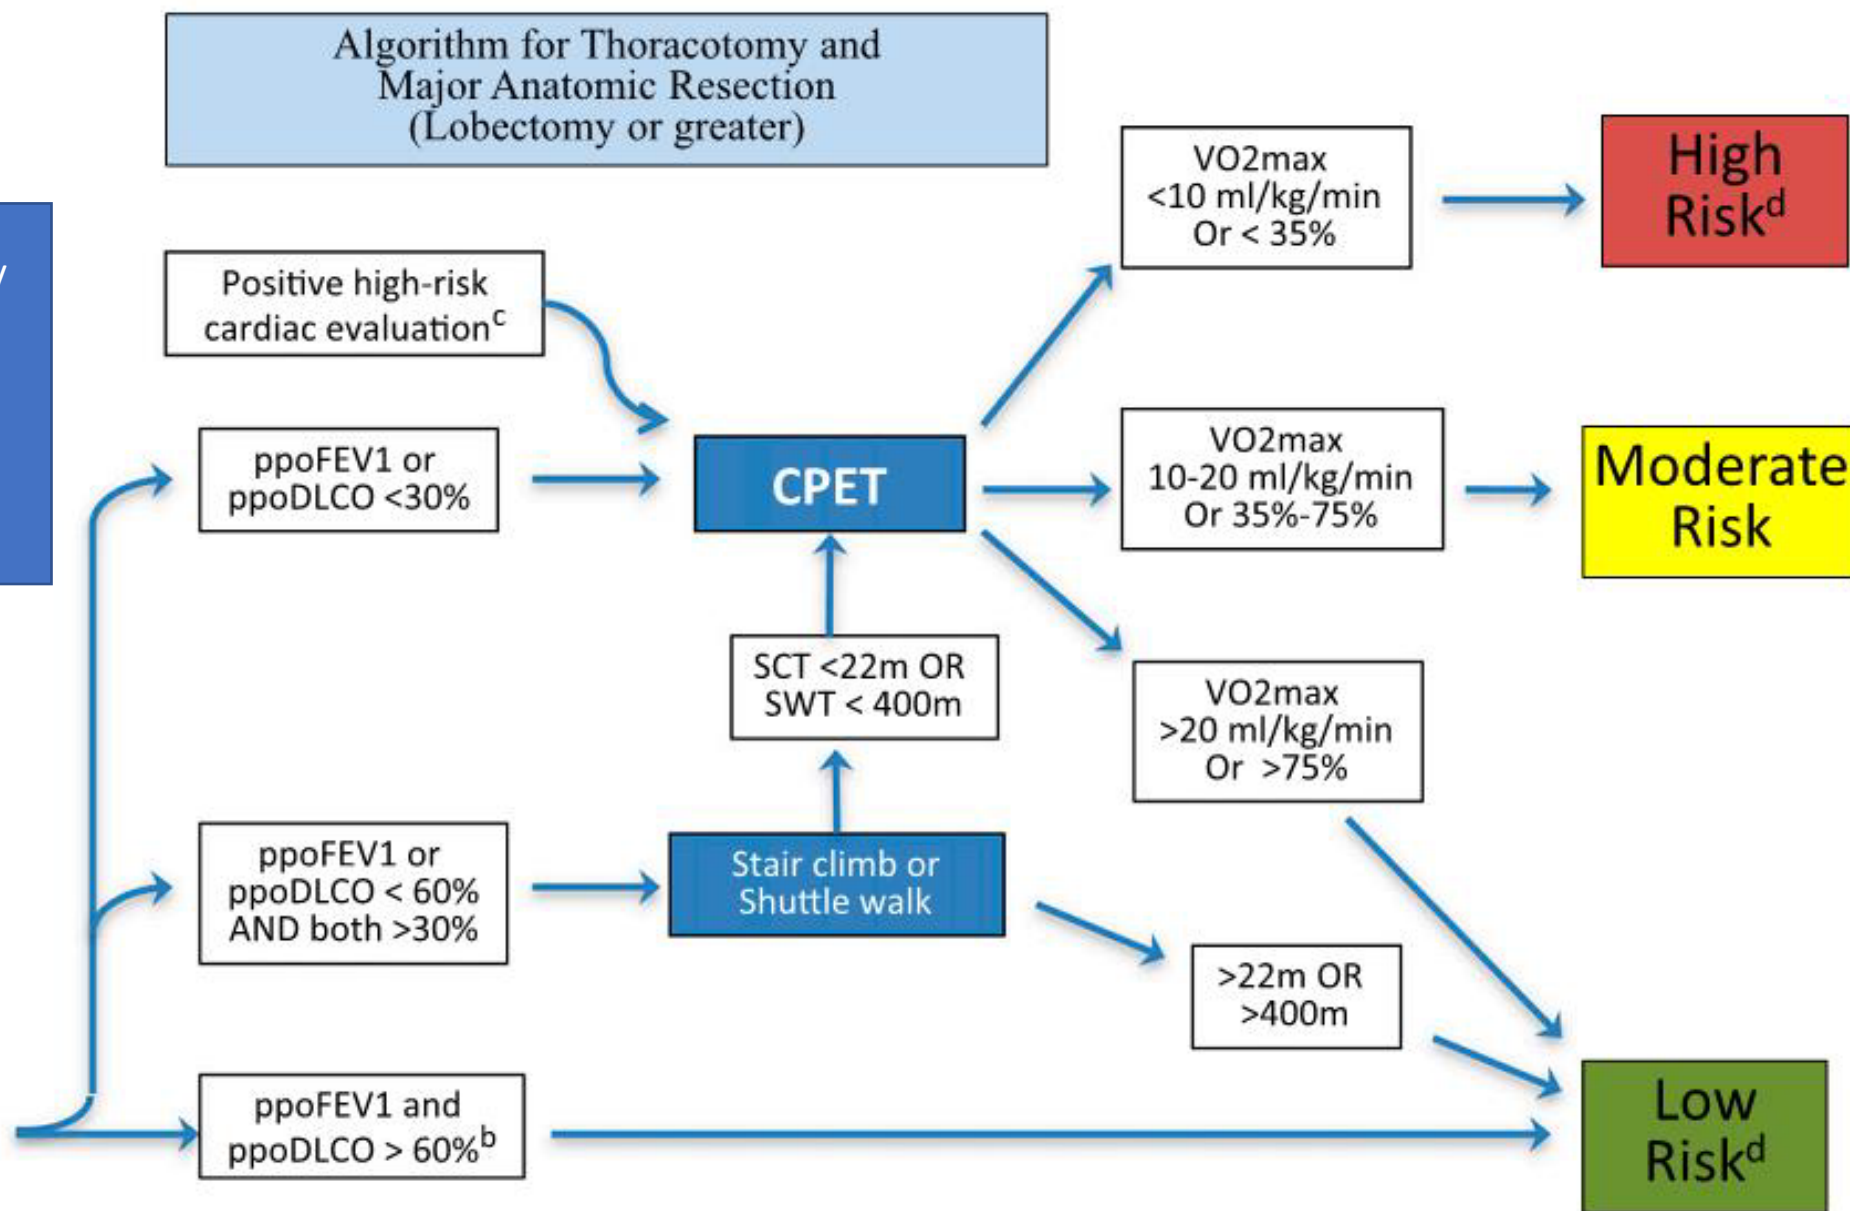 Algorithm for Thoracotomy and
Major Anatomic Resection
(Lobectomy or greater)
Positive high-risk
cardiac evaluationᶜ
ppoFEV1 or
ppoDLCO <30%
CPET
VO2max
<10 ml/kg/min
Or < 35%
High
Riskᵈ
VO2max
10-20 ml/kg/min
Or 35%-75%
Moderate
Risk
SCT <22m OR
SWT < 400m
VO2max
>20 ml/kg/min
Or >75%
ppoFEV1 or
ppoDLCO < 60%
AND both >30%
Stair climb or
Shuttle walk
>22m OR
>400m
ppoFEV1 and
ppoDLCO > 60%ᵇ
Low
Riskᵈ